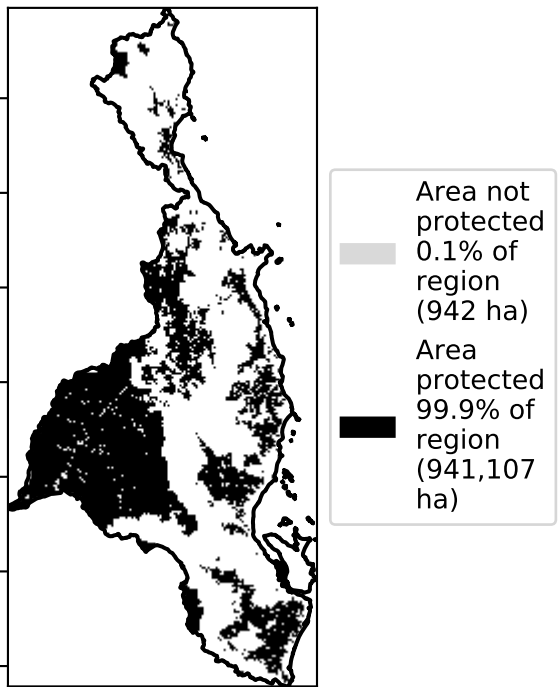 Area not
protected
0.1% of
region
(942 ha)
Area
protected
99.9% of
region
(941,107
ha)